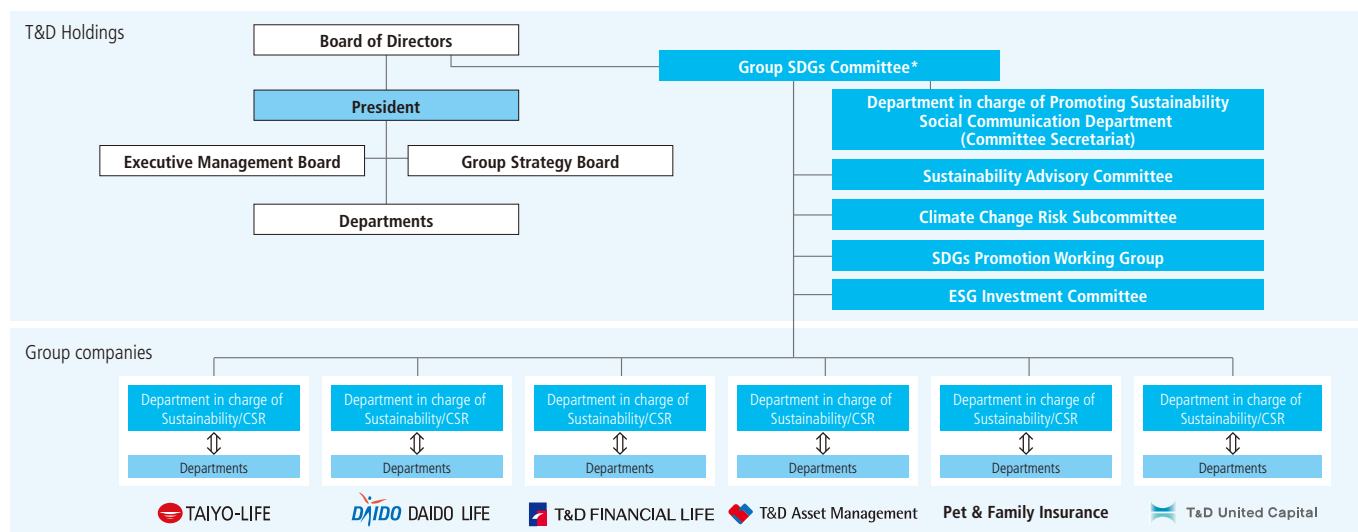 T&D Holdings
Board of Directors
Group SDGs Committee*
President
Department in charge of Promoting Sustainability
Social Communication Department
(Committee Secretariat)
Executive Management Board
Group Strategy Board
Sustainability Advisory Committee
Departments
Climate Change Risk Subcommittee
SDGs Promotion Working Group
ESG Investment Committee
Group companies
Department in charge of
Sustainability/CSR
Departments
TAIYO-LIFE
Department in charge of
Sustainability/CSR
Departments
DAIDO DAIDO LIFE
Department in charge of
Sustainability/CSR
Departments
T&D FINANCIAL LIFE
Department in charge of
Sustainability/CSR
Departments
T&D Asset Management
Department in charge of
Sustainability/CSR
Departments
Pet & Family Insurance
Department in charge of
Sustainability/CSR
Departments
T&D United Capital